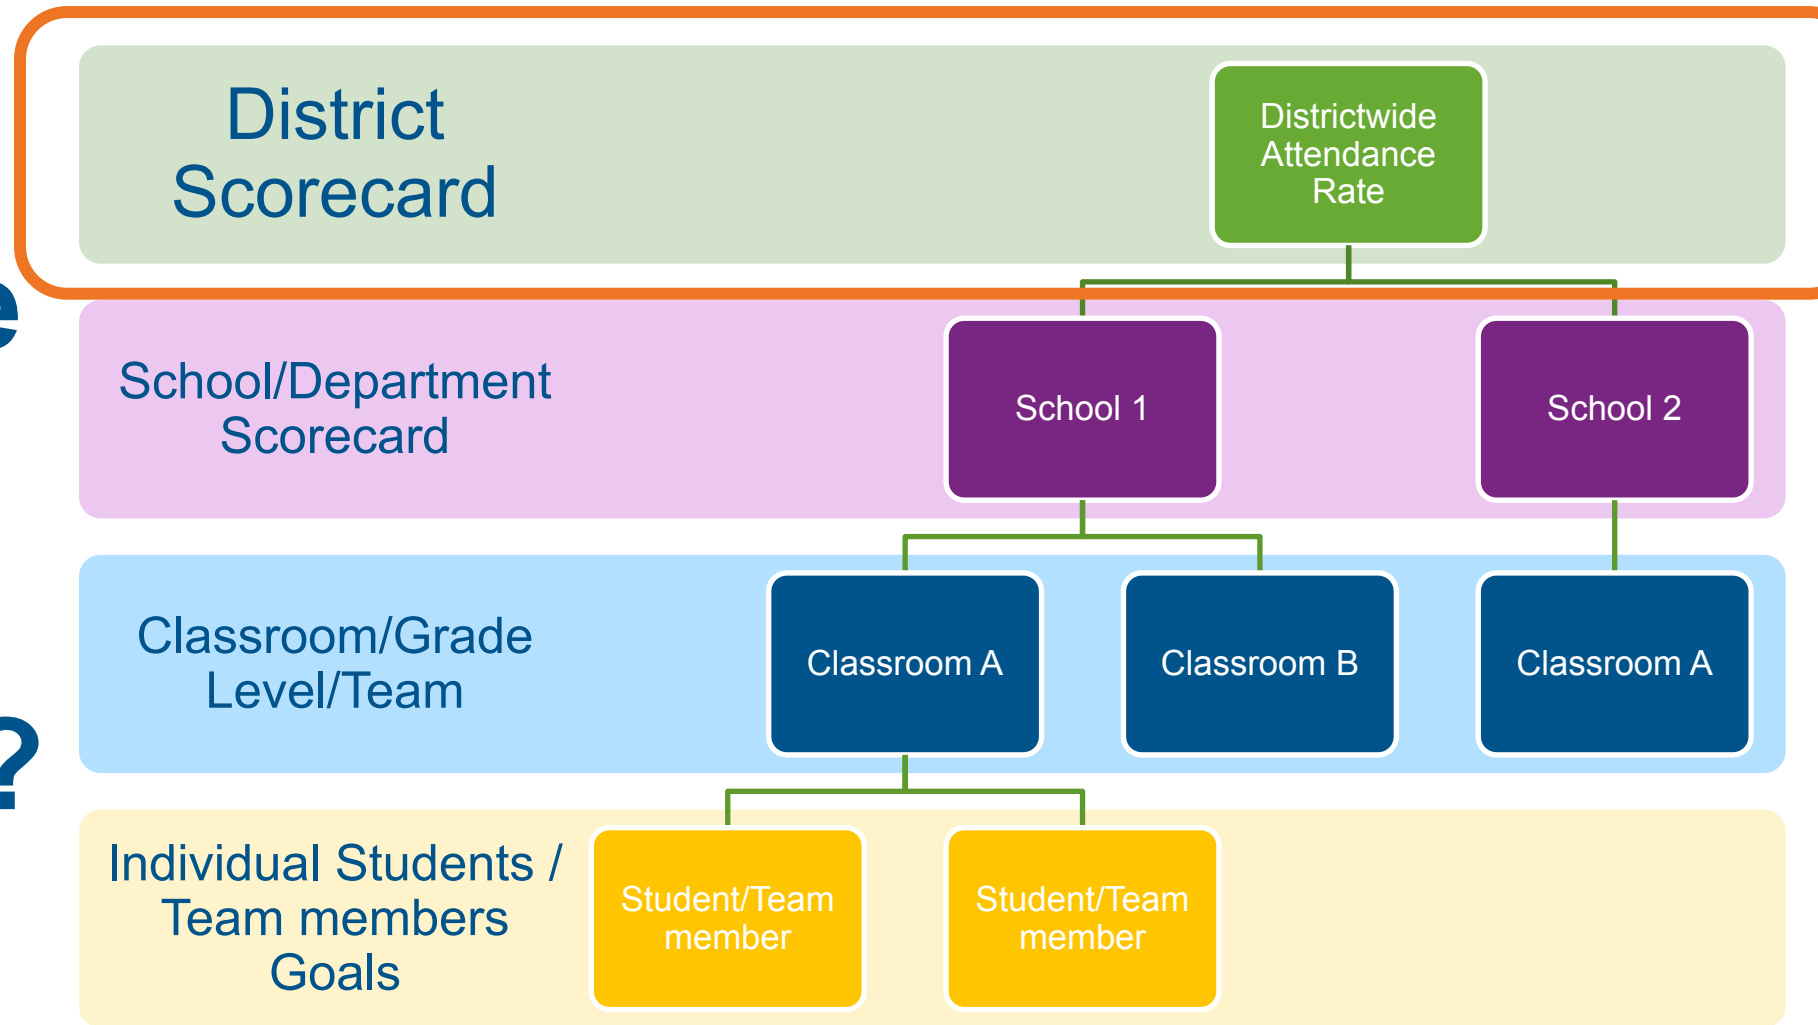 District
Scorecard
Districtwide
Attendance
Rate
e
School/Department
Scorecard
School 1
School 2
Classroom/Grade
Level/Team
Classroom A
Classroom B
Classroom A
?
Individual Students /
Team members
Goals
Student/Team
member
Student/Team
member